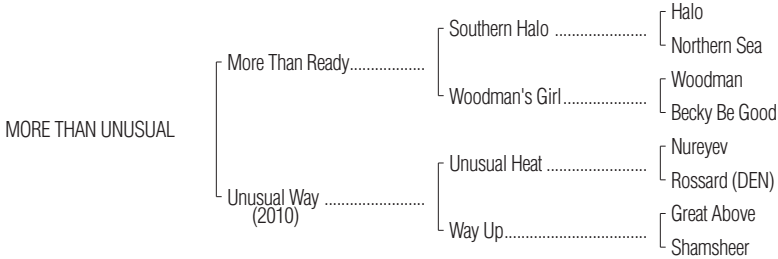 MORE THAN UNUSUAL
More Than Ready..................
Unusual Way ........................
(2010)
Southern Halo ......................
Woodman's Girl....................
Unusual Heat ........................
Way Up..................................
Halo
Northern Sea
Woodman
Becky Be Good
Nureyev
Rossard (DEN)
Great Above
Shamsheer